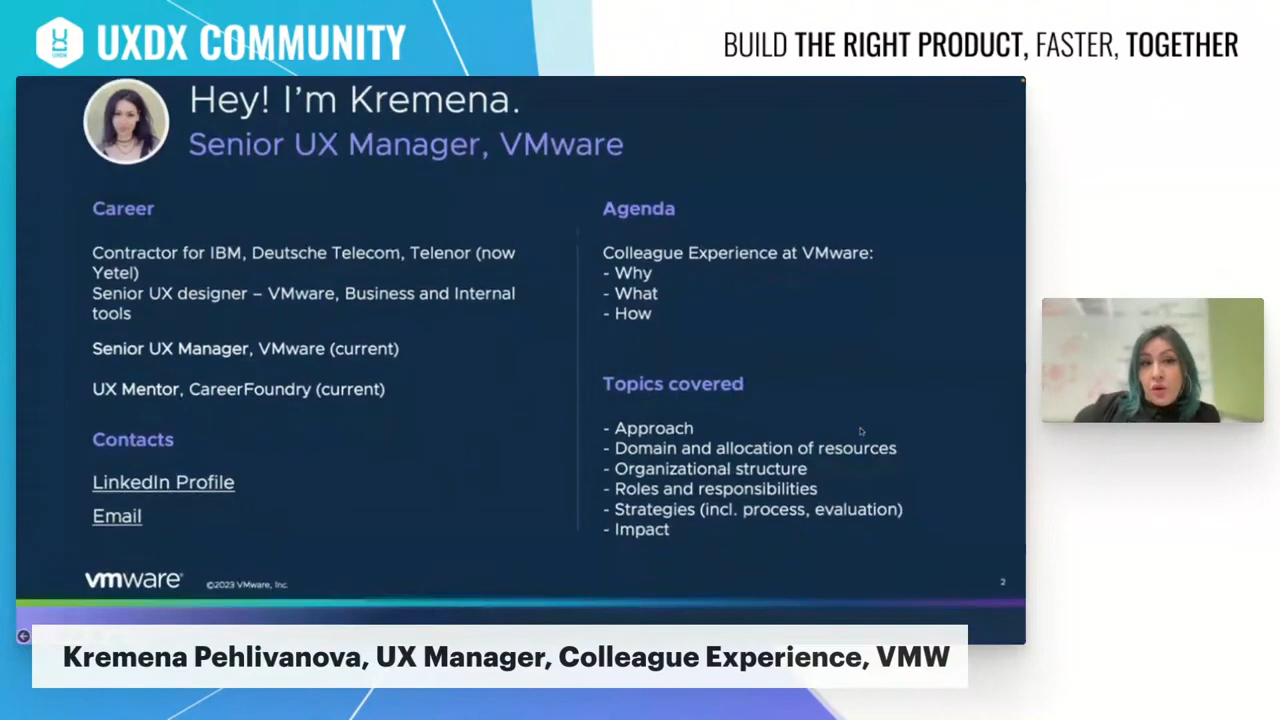 UXDX COMMUNITY
BUILD THE RIGHT PRODUCT, FASTER, TOGETHER
Hey! I'm Kremena.
Senior UX Manager, VMware
Career
Contractor for IBM, Deutsche Telecom, Telenor (now
Yetel)
Senior UX designer – VMware, Business and Internal
tools
Senior UX Manager, VMware (current)
UX Mentor, CareerFoundry (current)
Contacts
LinkedIn Profile
Email
Agenda
Colleague Experience at VMware:
- Why
- What
- How
Topics covered
- Approach
- Domain and allocation of resources
- Organizational structure
- Roles and responsibilities
- Strategies (incl. process, evaluation)
- Impact
vmware®
©2023 VMware, Inc.
2
Kremena Pehlivanova, UX Manager, Colleague Experience, VMW